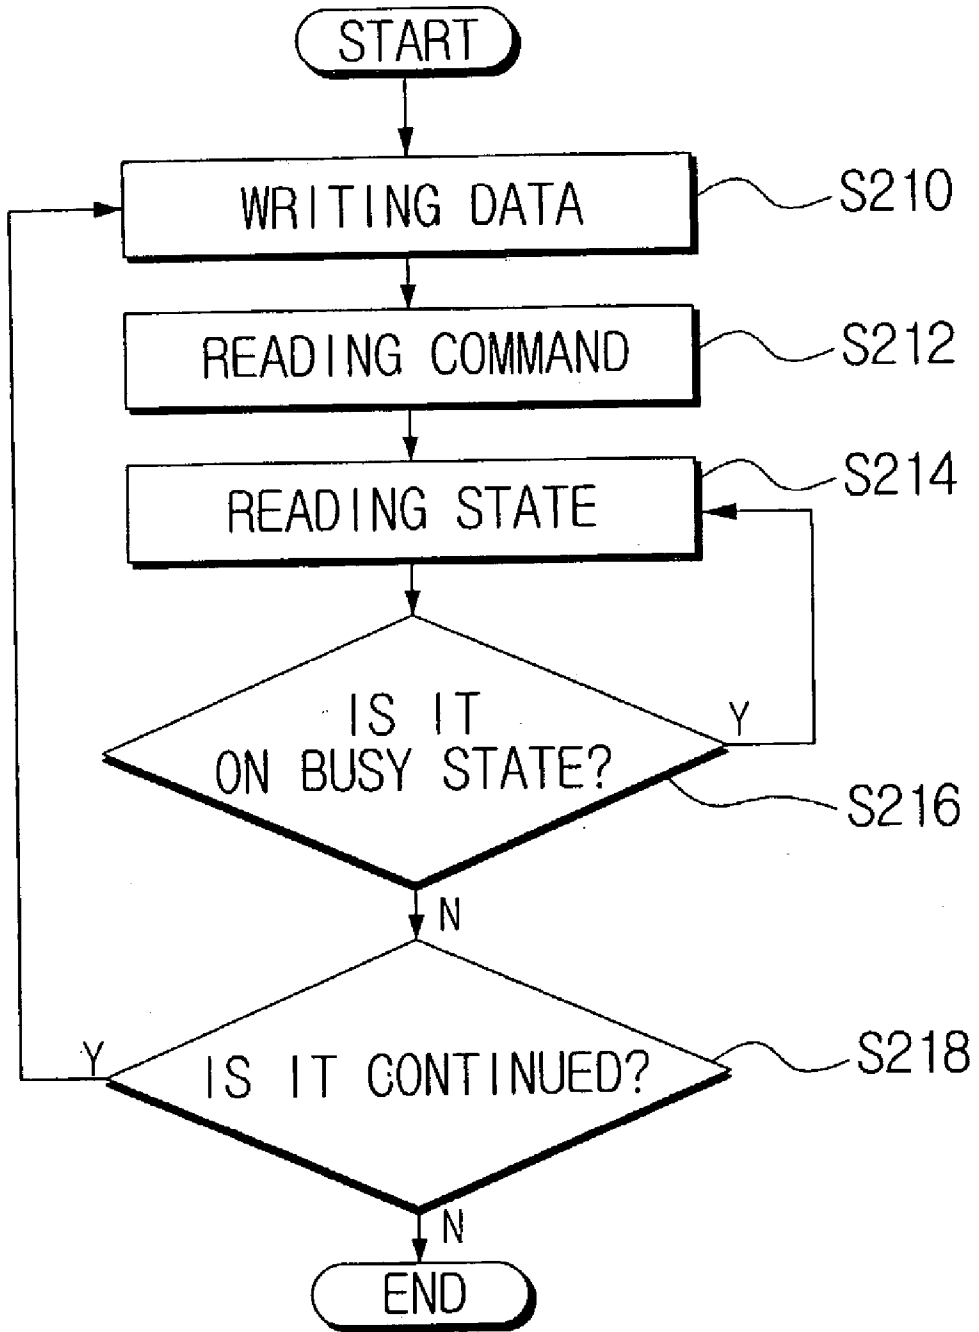 START
WRITING DATA
S210
READING COMMAND
S212
READING STATE
S214
IS IT
ON BUSY STATE?
Y
S216
N
IS IT CONTINUED?
Y
S218
N
END